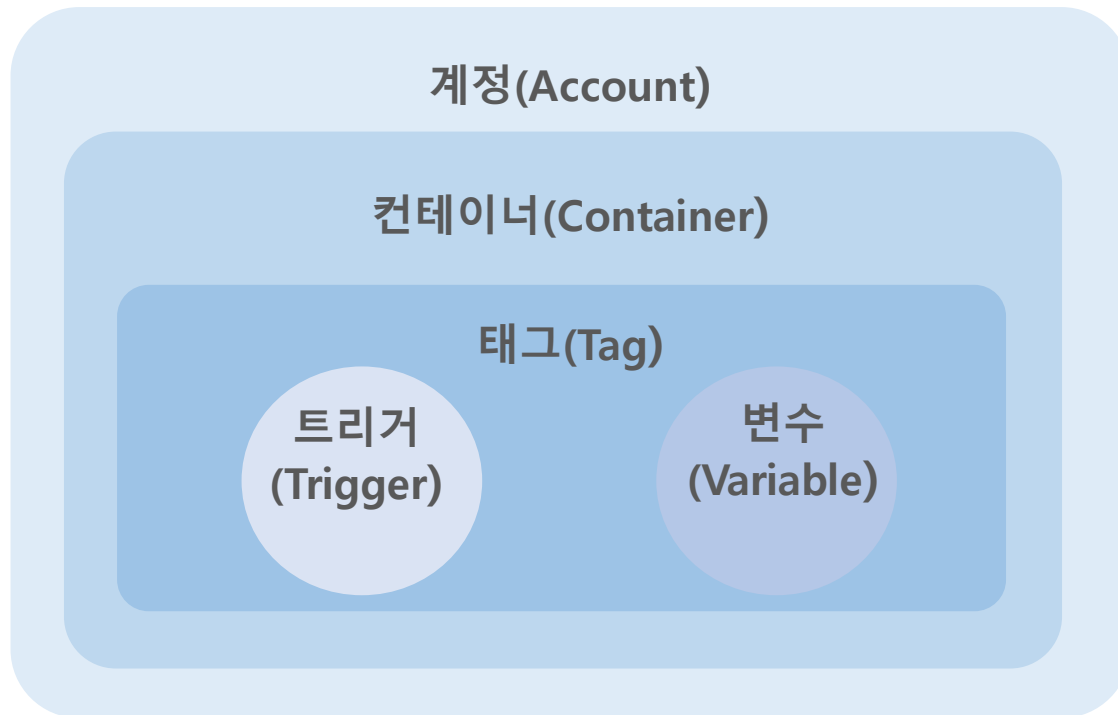 계정(Account)
컨테이너(Container)
태그(Tag)
트리거
(Trigger)
변수
(Variable)